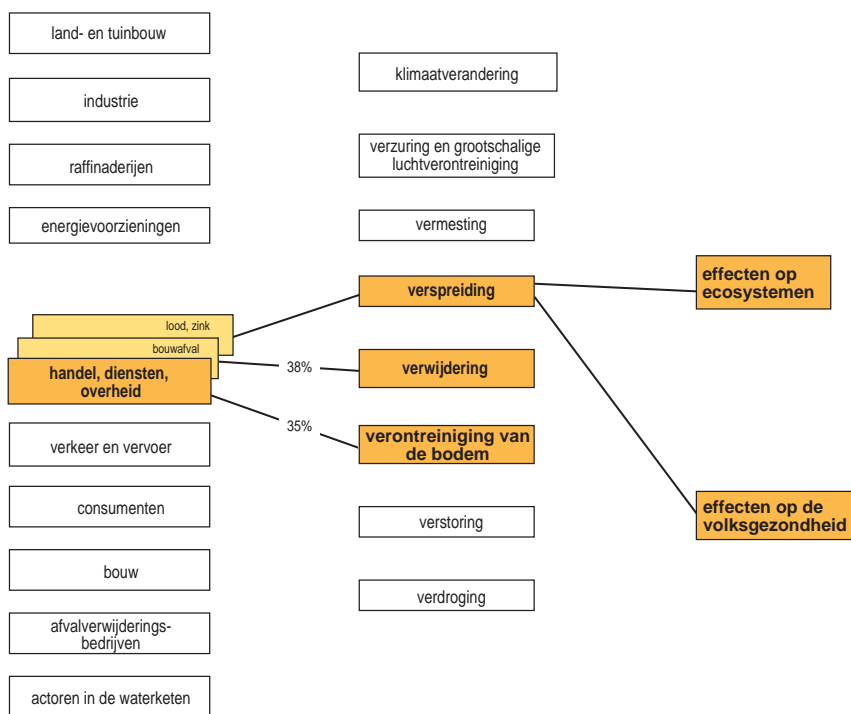 land- en tuinbouw
industrie
raffinaderijen
energievoorzieningen
lood, zink
bouwafval
handel, diensten,
overheid
verkeer en vervoer
consumenten
bouw
afvalverwijderings-
bedrijven
actoren in de waterketen
38%
35%
klimaatverandering
verzuring en grootschalige
luchtverontreiniging
vermesting
verspreiding
verwijdering
verontreiniging van
de bodem
verstoring
verdroging
effecten op
ecosystemen
effecten op de
volksgezondheid